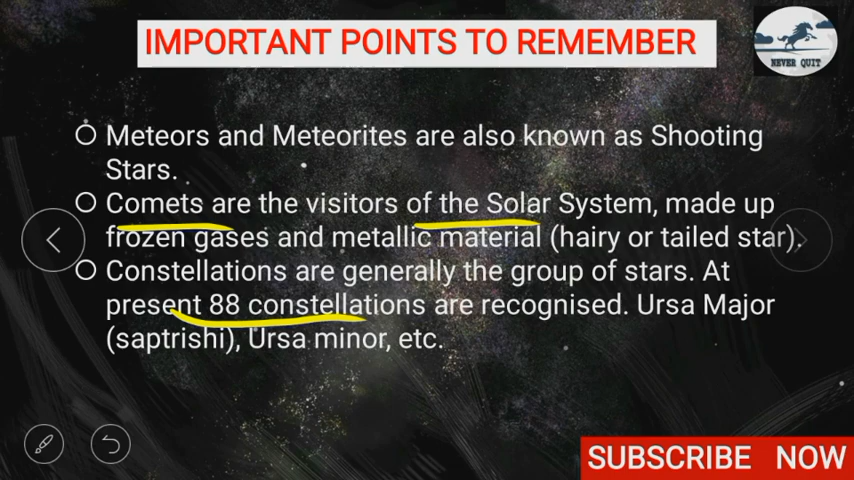 IMPORTANT POINTS TO REMEMBER
NEVER QUIT
Meteors and Meteorites are also known as Shooting
Stars.
Comets are the visitors of the Solar System, made up
frozen gases and metallic material (hairy or tailed star).
Constellations are generally the group of stars. At
present 88 constellations are recognised. Ursa Major
(saptrishi), Ursa minor, etc.
SUBSCRIBE NOW